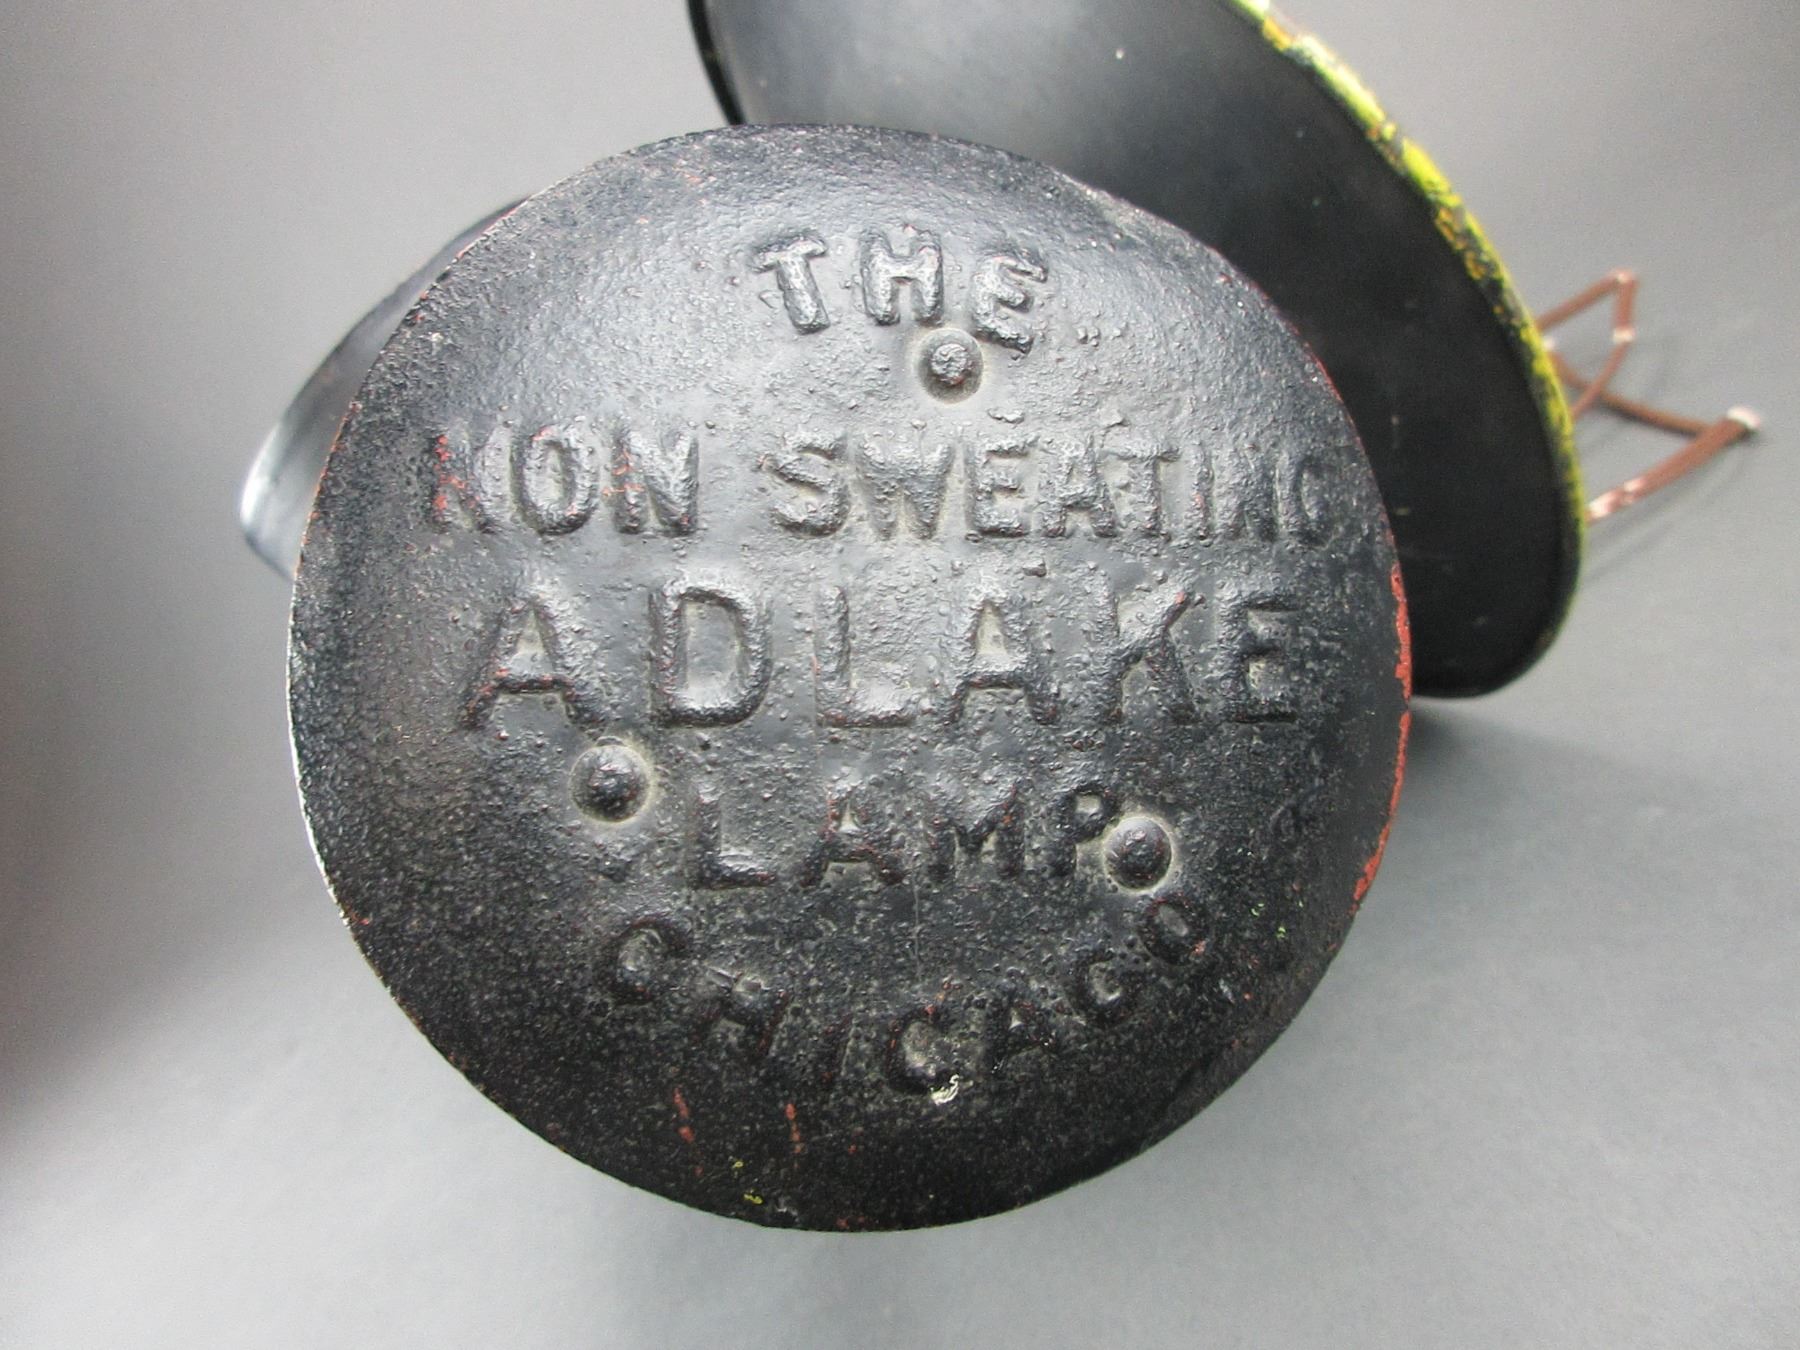 THE
NON SWEATING
ADLAKE
LAMP
CHICAGO